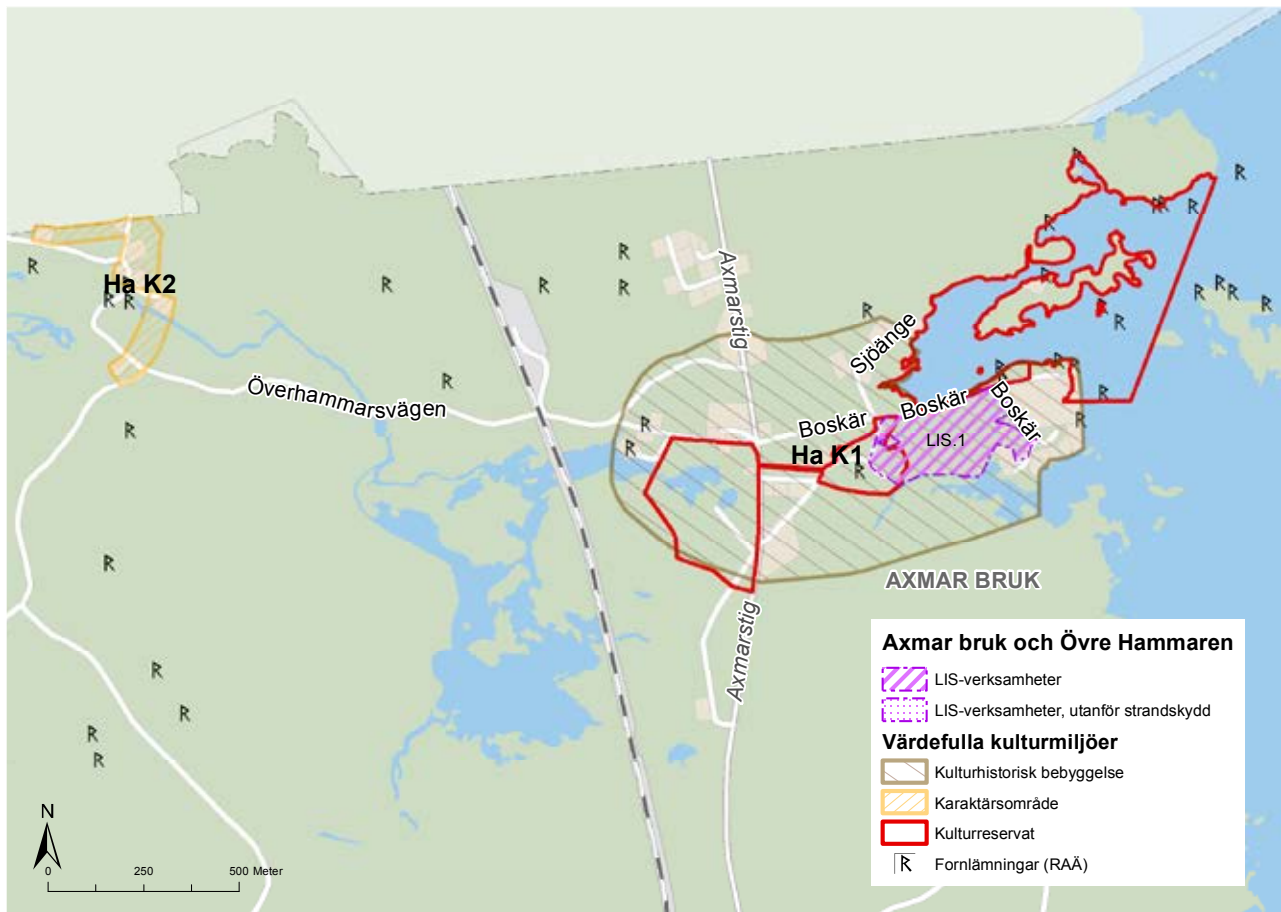 Ha K2
Överhammarsvägen
Axmarstig
Sjöänge
Boskär
Boskär
Boskär
LIS.1
Ha K1
AXMAR BRUK
Axmarstig
Axmar bruk och Övre Hammaren
LIS-verksamheter
LIS-verksamheter, utanför strandskydd
Värdefulla kulturmiljöer
Kulturhistorisk bebyggelse
Karaktärsområde
Kulturreservat
Fornlämningar (RAÄ)
N
0 250 500 Meter